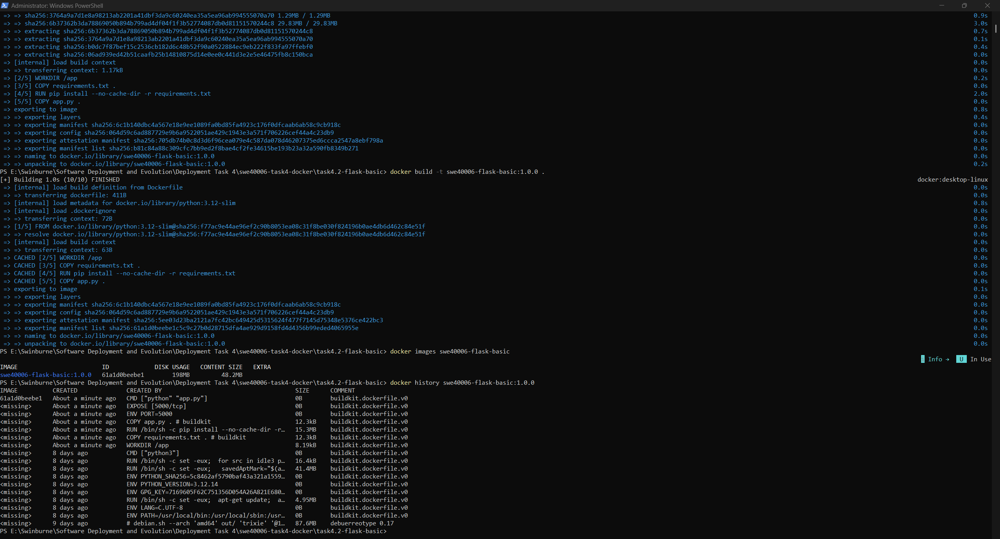 Administrator: Windows PowerShell
=> => sha256:3764a9a7d1e8a98213ab2201a41dbf3da9c60240ea35a5ea96ab994555070a70 1.29MB / 1.29MB 0.9s
=> => sha256:6b37362b3da78869050b894b799ad4df04f1f3b52774087db0d81151570244c8 29.83MB / 29.83MB 3.0s
=> => extracting sha256:6b37362b3da78869050b894b799ad4df04f1f3b52774087db0d81151570244c8 0.7s
=> => extracting sha256:3764a9a7d1e8a98213ab2201a41dbf3da9c60240ea35a5ea96ab994555070a70 0.1s
=> => extracting sha256:b0dc7f87bef15c2536cb182d6c48b52f90a0522884ec9eb222f833fa97ffebf0 0.4s
=> => extracting sha256:06ad939ed42b51caafb25b14810875d14e0ee0c441d3e2e5e46475fb8c150bca 0.0s
=> [internal] load build context 0.0s
=> => transferring context: 1.17kB 0.0s
=> [2/5] WORKDIR /app 0.2s
=> [3/5] COPY requirements.txt . 0.0s
=> [4/5] RUN pip install --no-cache-dir -r requirements.txt 2.0s
=> [5/5] COPY app.py . 0.0s
=> exporting to image 0.8s
=> => exporting layers 0.4s
=> => exporting manifest sha256:6c1b140dbc4a567e18e9ee1089fa0bd85fa4923c176f0dfcaab6ab58c9cb918c 0.0s
=> => exporting config sha256:064d59c6ad887729e9b6a9522051ae429c1943e3a571f706226cef44a4c23db9 0.0s
=> => exporting attestation manifest sha256:705db74b0c8d3d6f96cea079e4c587da078d46207375ed6ccca2547a8ebf798a 0.0s
=> => exporting manifest list sha256:b81c84a88c309cfc7bb9ed2f8bae4cf2fe34615be193b23a32a590fb8349b271 0.0s
=> => naming to docker.io/library/swe40006-flask-basic:1.0.0 0.0s
=> => unpacking to docker.io/library/swe40006-flask-basic:1.0.0 0.2s
PS E:\Swinburne\Software Deployment and Evolution\Deployment Task 4\swe40006-task4-docker\task4.2-flask-basic> docker build -t swe40006-flask-basic:1.0.0 .
[+] Building 1.0s (10/10) FINISHED docker:desktop-linux
=> [internal] load build definition from Dockerfile 0.0s
=> => transferring dockerfile: 411B 0.0s
=> [internal] load metadata for docker.io/library/python:3.12-slim 0.8s
=> [internal] load .dockerignore 0.0s
=> => transferring context: 72B 0.0s
=> [1/5] FROM docker.io/library/python:3.12-slim@sha256:f77ac9e44ae96ef2c90b8053ea08c31f8be030f824196b0ae4db6d462c84e51f 0.0s
=> => resolve docker.io/library/python:3.12-slim@sha256:f77ac9e44ae96ef2c90b8053ea08c31f8be030f824196b0ae4db6d462c84e51f 0.0s
=> [internal] load build context 0.0s
=> => transferring context: 63B 0.0s
=> CACHED [2/5] WORKDIR /app 0.0s
=> CACHED [3/5] COPY requirements.txt . 0.0s
=> CACHED [4/5] RUN pip install --no-cache-dir -r requirements.txt 0.0s
=> CACHED [5/5] COPY app.py . 0.0s
=> exporting to image 0.1s
=> => exporting layers 0.0s
=> => exporting manifest sha256:6c1b140dbc4a567e18e9ee1089fa0bd85fa4923c176f0dfcaab6ab58c9cb918c 0.0s
=> => exporting config sha256:064d59c6ad887729e9b6a9522051ae429c1943e3a571f706226cef44a4c23db9 0.0s
=> => exporting attestation manifest sha256:5ee03d23ba2121a7fc42bc649425d5315624f477f7145d75348e5376ce422bc3 0.0s
=> => exporting manifest list sha256:61a1d0beebe1c5c9c27b0d28715dfa4ae929d9158fd4d4356b99eded4065955e 0.0s
=> => naming to docker.io/library/swe40006-flask-basic:1.0.0 0.0s
=> => unpacking to docker.io/library/swe40006-flask-basic:1.0.0 0.0s
PS E:\Swinburne\Software Deployment and Evolution\Deployment Task 4\swe40006-task4-docker\task4.2-flask-basic> docker images swe40006-flask-basic
i Info → U In Use
IMAGE ID DISK USAGE CONTENT SIZE EXTRA
swe40006-flask-basic:1.0.0 61a1d0beebe1 198MB 48.2MB
PS E:\Swinburne\Software Deployment and Evolution\Deployment Task 4\swe40006-task4-docker\task4.2-flask-basic> docker history swe40006-flask-basic:1.0.0
IMAGE CREATED CREATED BY SIZE COMMENT
61a1d0beebe1 About a minute ago CMD ["python" "app.py"] 0B buildkit.dockerfile.v0
<missing> About a minute ago EXPOSE [5000/tcp] 0B buildkit.dockerfile.v0
<missing> About a minute ago ENV PORT=5000 0B buildkit.dockerfile.v0
<missing> About a minute ago COPY app.py . # buildkit 12.3kB buildkit.dockerfile.v0
<missing> About a minute ago RUN /bin/sh -c pip install --no-cache-dir -r… 15.3MB buildkit.dockerfile.v0
<missing> About a minute ago COPY requirements.txt . # buildkit 12.3kB buildkit.dockerfile.v0
<missing> About a minute ago WORKDIR /app 8.19kB buildkit.dockerfile.v0
<missing> 8 days ago CMD ["python3"] 0B buildkit.dockerfile.v0
<missing> 8 days ago RUN /bin/sh -c set -eux; for src in idle3 p… 16.4kB buildkit.dockerfile.v0
<missing> 8 days ago RUN /bin/sh -c set -eux; savedAptMark="$(a… 41.4MB buildkit.dockerfile.v0
<missing> 8 days ago ENV PYTHON_SHA256=5c8462af5790baf43a321a1559… 0B buildkit.dockerfile.v0
<missing> 8 days ago ENV PYTHON_VERSION=3.12.14 0B buildkit.dockerfile.v0
<missing> 8 days ago ENV GPG_KEY=7169605F62C751356D054A26A821E680… 0B buildkit.dockerfile.v0
<missing> 8 days ago RUN /bin/sh -c set -eux; apt-get update; a… 4.95MB buildkit.dockerfile.v0
<missing> 8 days ago ENV LANG=C.UTF-8 0B buildkit.dockerfile.v0
<missing> 8 days ago ENV PATH=/usr/local/bin:/usr/local/sbin:/usr… 0B buildkit.dockerfile.v0
<missing> 9 days ago # debian.sh --arch 'amd64' out/ 'trixie' '@1… 87.6MB debuerreotype 0.17
PS E:\Swinburne\Software Deployment and Evolution\Deployment Task 4\swe40006-task4-docker\task4.2-flask-basic>